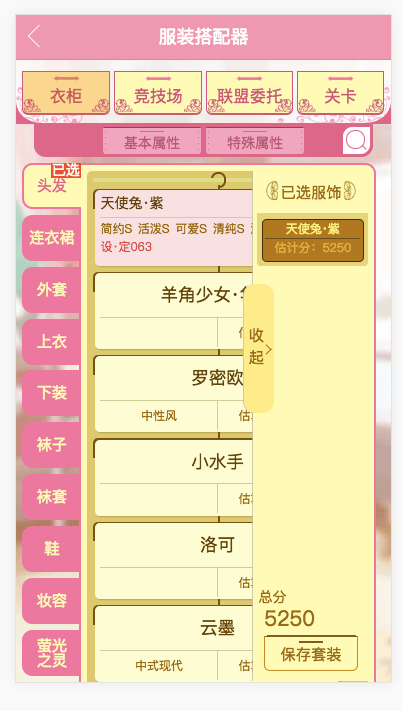 服装搭配器
衣柜 竞技场 联盟委托 关卡
基本属性 特殊属性
已选
头发
连衣裙
外套
上衣
下装
袜子
袜套
鞋
妆容
萤光
之灵
天使兔·紫
简约S 活泼S 可爱S 清纯S
设·定063
羊角少女·
罗密欧
中性风
小水手
洛可
云墨
中式现代
收
起
已选服饰
天使兔·紫
估计分：5250
总分
5250
保存套装